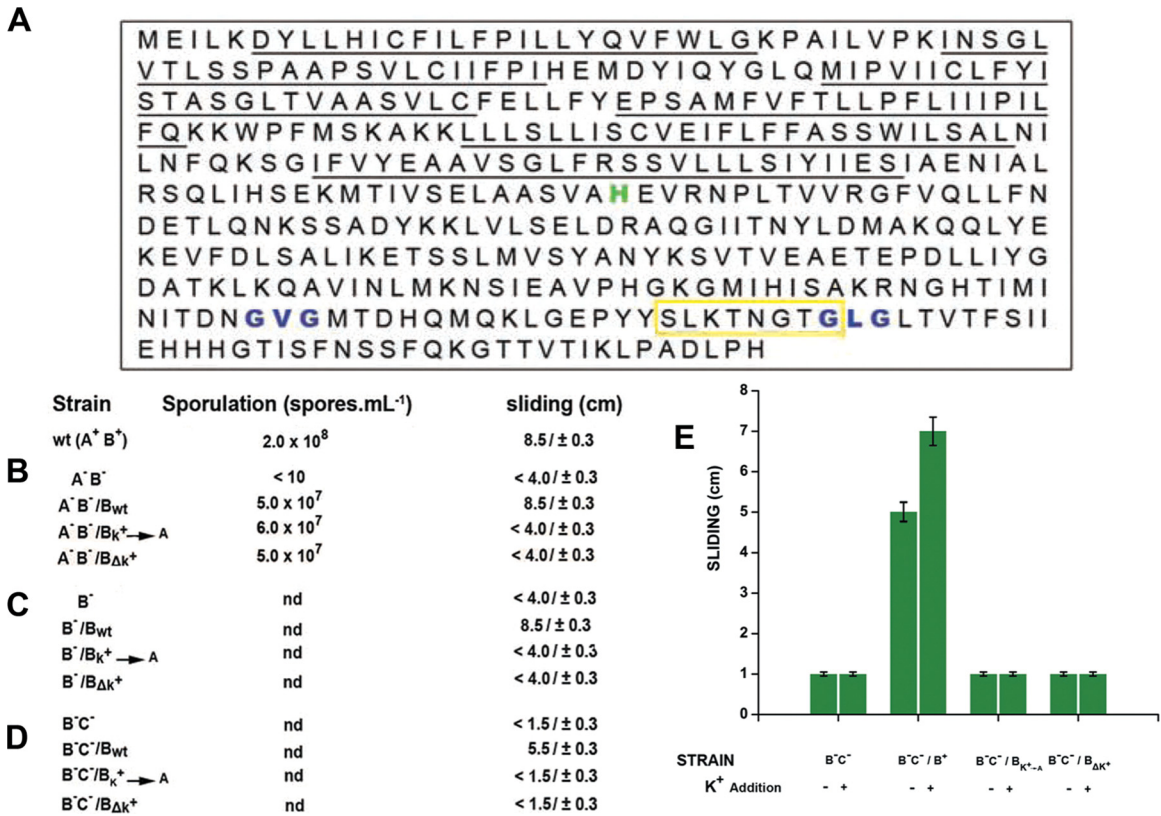 A
MEILKDYLLHICFILFPILLYQVFWLGKPAILVPKINSGL
VTLSSPAAPSVLCIIFPIHEMDYIQYGLQMIPVIICLFYI
STASGLTVAASVLCFELLFYEPSAMFVFTLLPFLIIIPIL
FQKKWPFMSKAKKLLLSLLISCVEIFLFFASSWILSALNI
LNFQKSGIFVYEAAVSGLFRSSVLLLSIYIIESIAENIAL
RSQLIHSEKMTIVSELAASVAHEVRNPLTVVRGFVQLLFN
DETLQNKSSADYKKLVLSELDRAQGIITNYLDMAKQQLYE
KEVFDLSALIKETSSLMVSYANYKSVTVEAETEPDLLIYG
DATKLKQAVINLMKNSIEAVPHGKGMIHISAKRNGHTIMI
NITDNGVGMTDHQMQKLGEPYYSLKTNGTGLGLTVTFSII
EHHHGTISFNSSFQKGTTVTIKLPADLPH
Strain Sporulation (spores.mL-1) sliding (cm)
wt (A+ B+) 2.0 x 10^8 8.5/ ± 0.3
B
A- B- < 10 < 4.0/ ± 0.3
A- B-/Bwt 5.0 x 10^7 8.5/ ± 0.3
A- B-/Bk+ → A 6.0 x 10^7 < 4.0/ ± 0.3
A- B-/BΔk+ 5.0 x 10^7 < 4.0/ ± 0.3
C
B- nd < 4.0/ ± 0.3
B-/Bwt nd 8.5/ ± 0.3
B-/Bk+ → A nd < 4.0/ ± 0.3
B-/BΔk+ nd < 4.0/ ± 0.3
D
B-C- nd < 1.5/ ± 0.3
B-C-/Bwt nd 5.5/ ± 0.3
B-C-/BK+ → A nd < 1.5/ ± 0.3
B-C-/BΔk+ nd < 1.5/ ± 0.3
E
SLIDING (cm)
8
7
6
5
4
3
2
1
0
STRAIN B-C- B-C-/B+ B-C-/BK+→A B-C-/BΔK+
K+ Addition - + - + - + - +